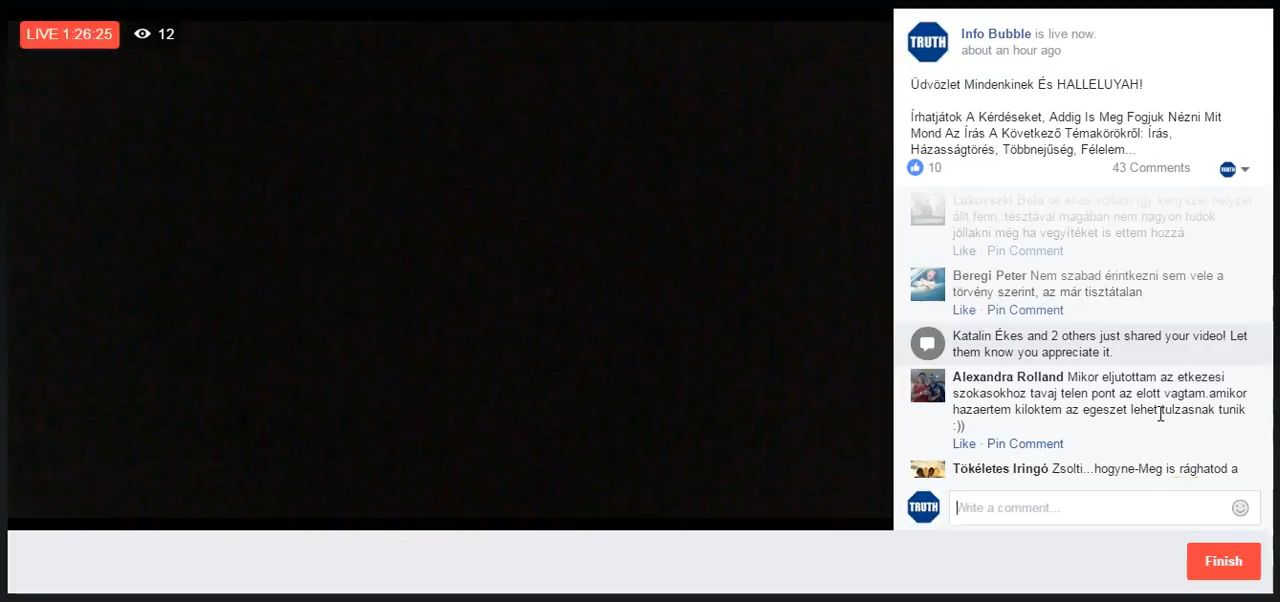 LIVE 1:26:25 12
TRUTH
Info Bubble is live now.
about an hour ago
Üdvözlet Mindenkinek És HALLELUYAH!
Írhatjátok A Kérdéseket, Addig Is Meg Fogjuk Nézni Mit
Mond Az Írás A Következő Témakörökről: Írás,
Házasságtörés, Többnejűség, Félelem...
10 43 Comments TRUTH
Lukovszki Bela de éhes voltam így kényszer helyzet
állt fenn..tésztával magában nem nagyon tudok
jóllakni még ha vegyítéket is ettem hozzá
Like · Pin Comment
Beregi Peter Nem szabad érintkezni sem vele a
törvény szerint, az már tisztátalan
Like · Pin Comment
Katalin Ékes and 2 others just shared your video! Let
them know you appreciate it.
Alexandra Rolland Mikor eljutottam az etkezesi
szokasokhoz tavaj telen pont az elott vagtam.amikor
hazaertem kiloktem az egeszet lehet tulzasnak tunik
:))
Like · Pin Comment
Tökéletes Iringó Zsolti...hogyne-Meg is rághatod a
TRUTH
Write a comment...
Finish